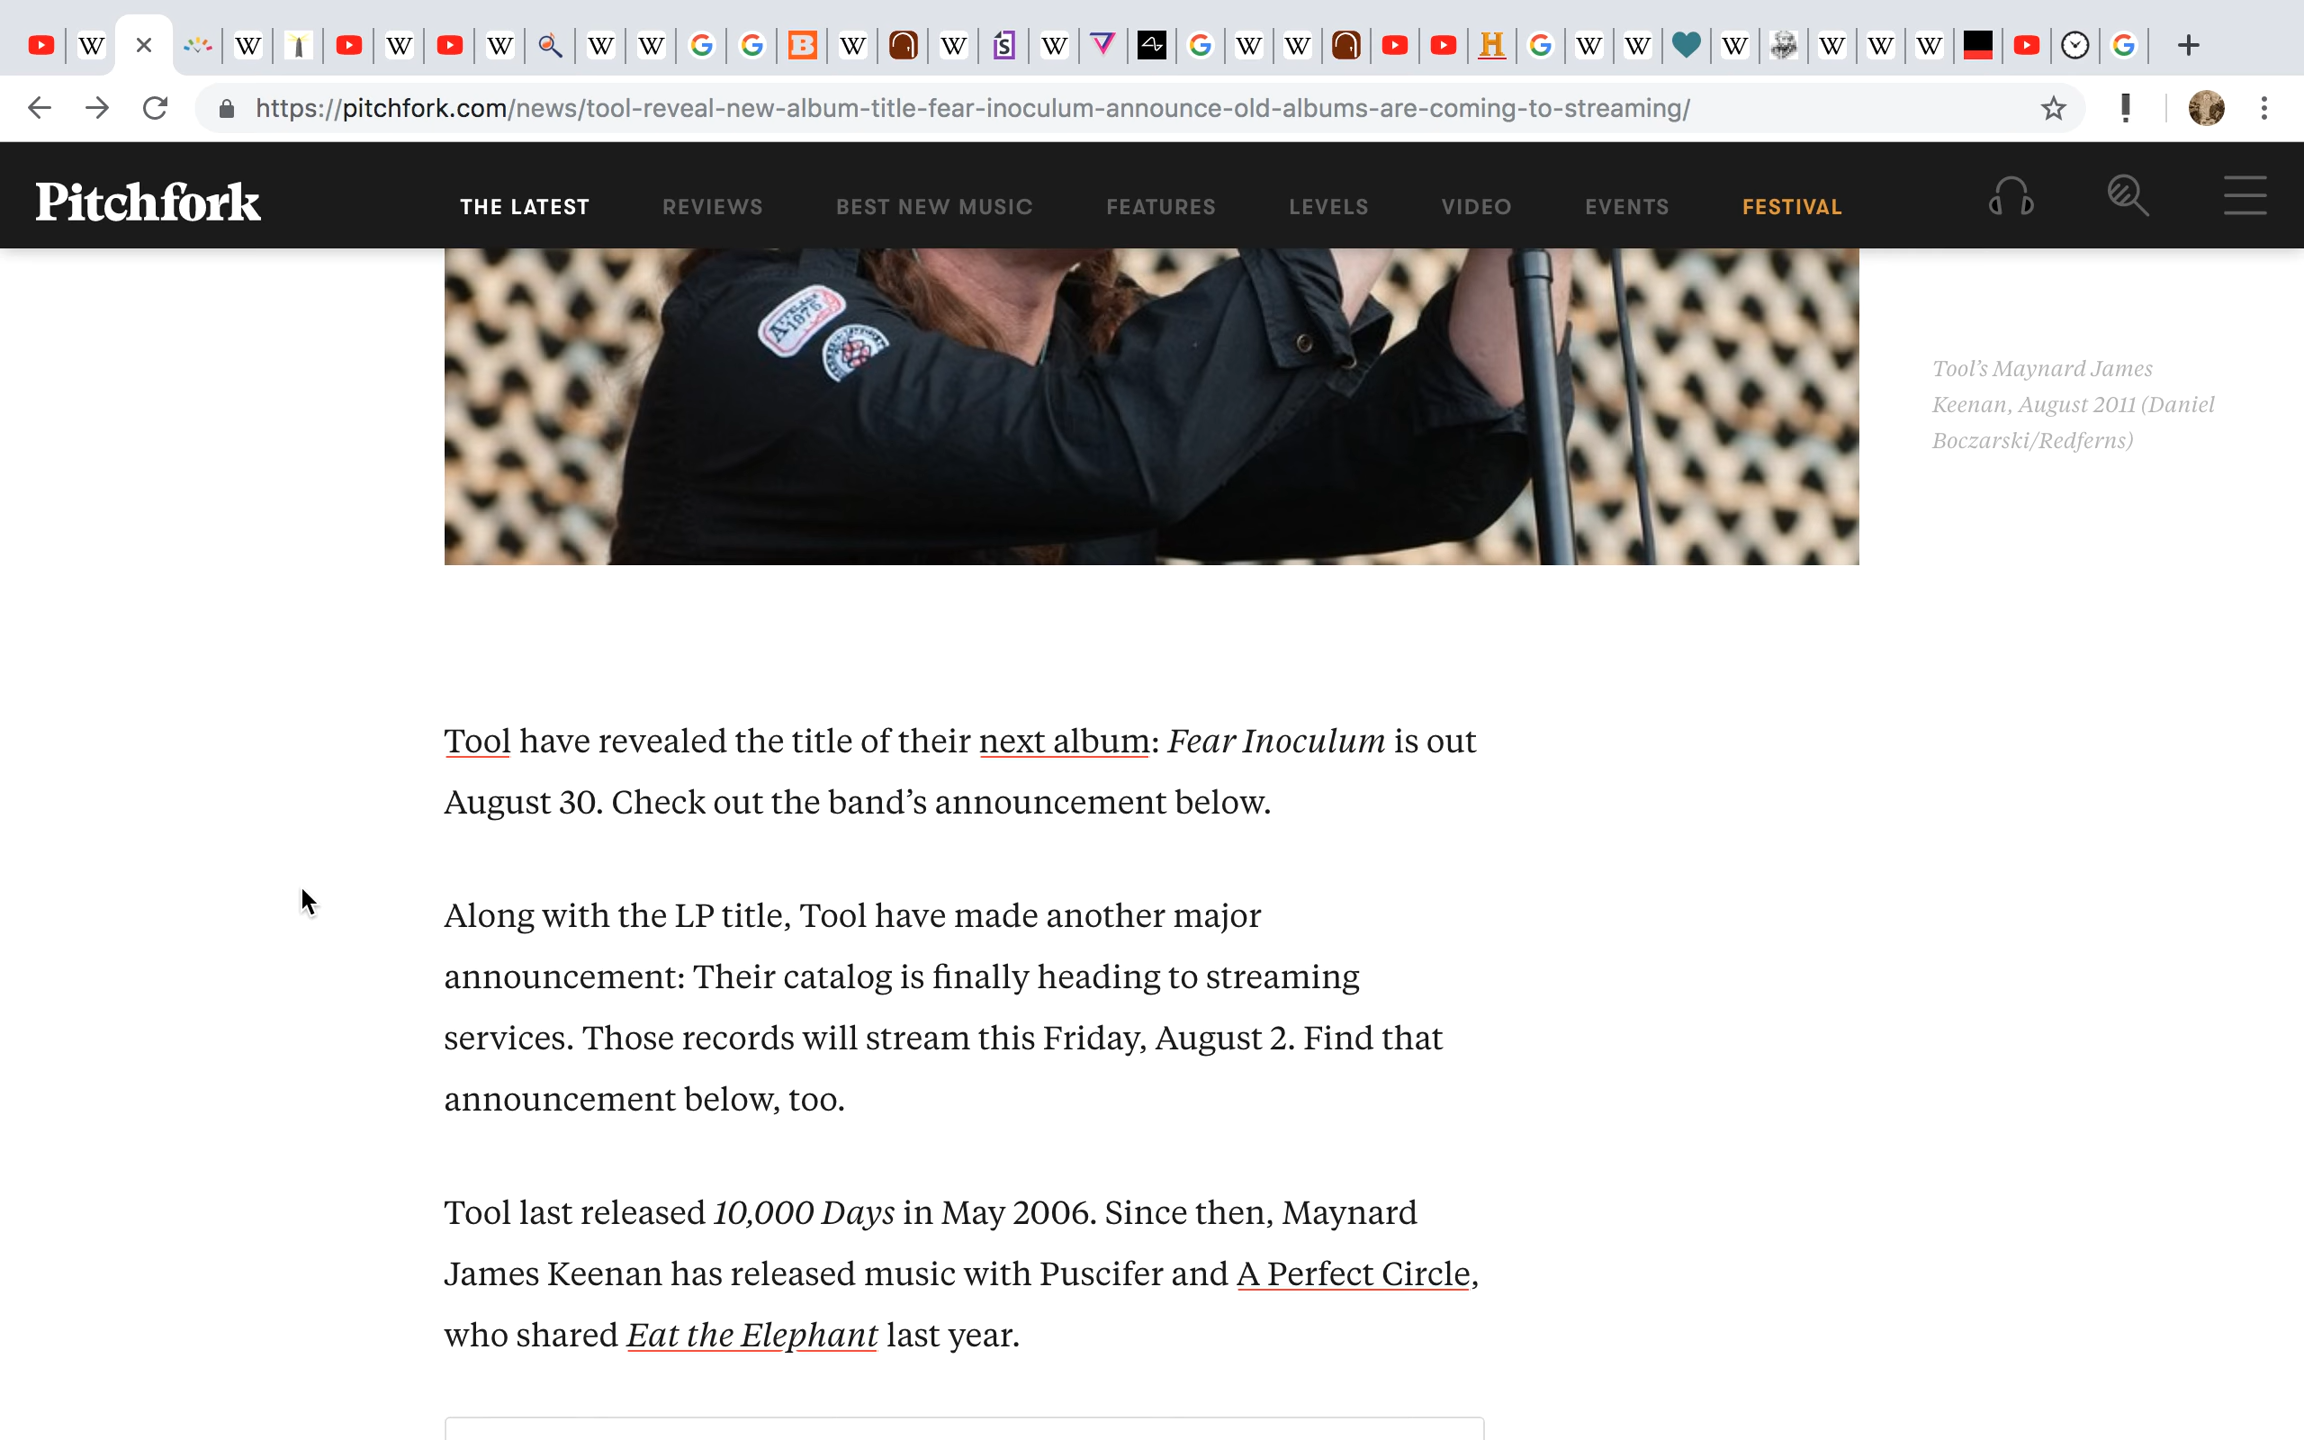 https://pitchfork.com/news/tool-reveal-new-album-title-fear-inoculum-announce-old-albums-are-coming-to-streaming/
Pitchfork
THE LATEST
REVIEWS
BEST NEW MUSIC
FEATURES
LEVELS
VIDEO
EVENTS
FESTIVAL
1976
Tool's Maynard James
Keenan, August 2011 (Daniel
Boczarski/Redferns)
Tool have revealed the title of their next album: Fear Inoculum is out
August 30. Check out the band's announcement below.
Along with the LP title, Tool have made another major
announcement: Their catalog is finally heading to streaming
services. Those records will stream this Friday, August 2. Find that
announcement below, too.
Tool last released 10,000 Days in May 2006. Since then, Maynard
James Keenan has released music with Puscifer and A Perfect Circle,
who shared Eat the Elephant last year.